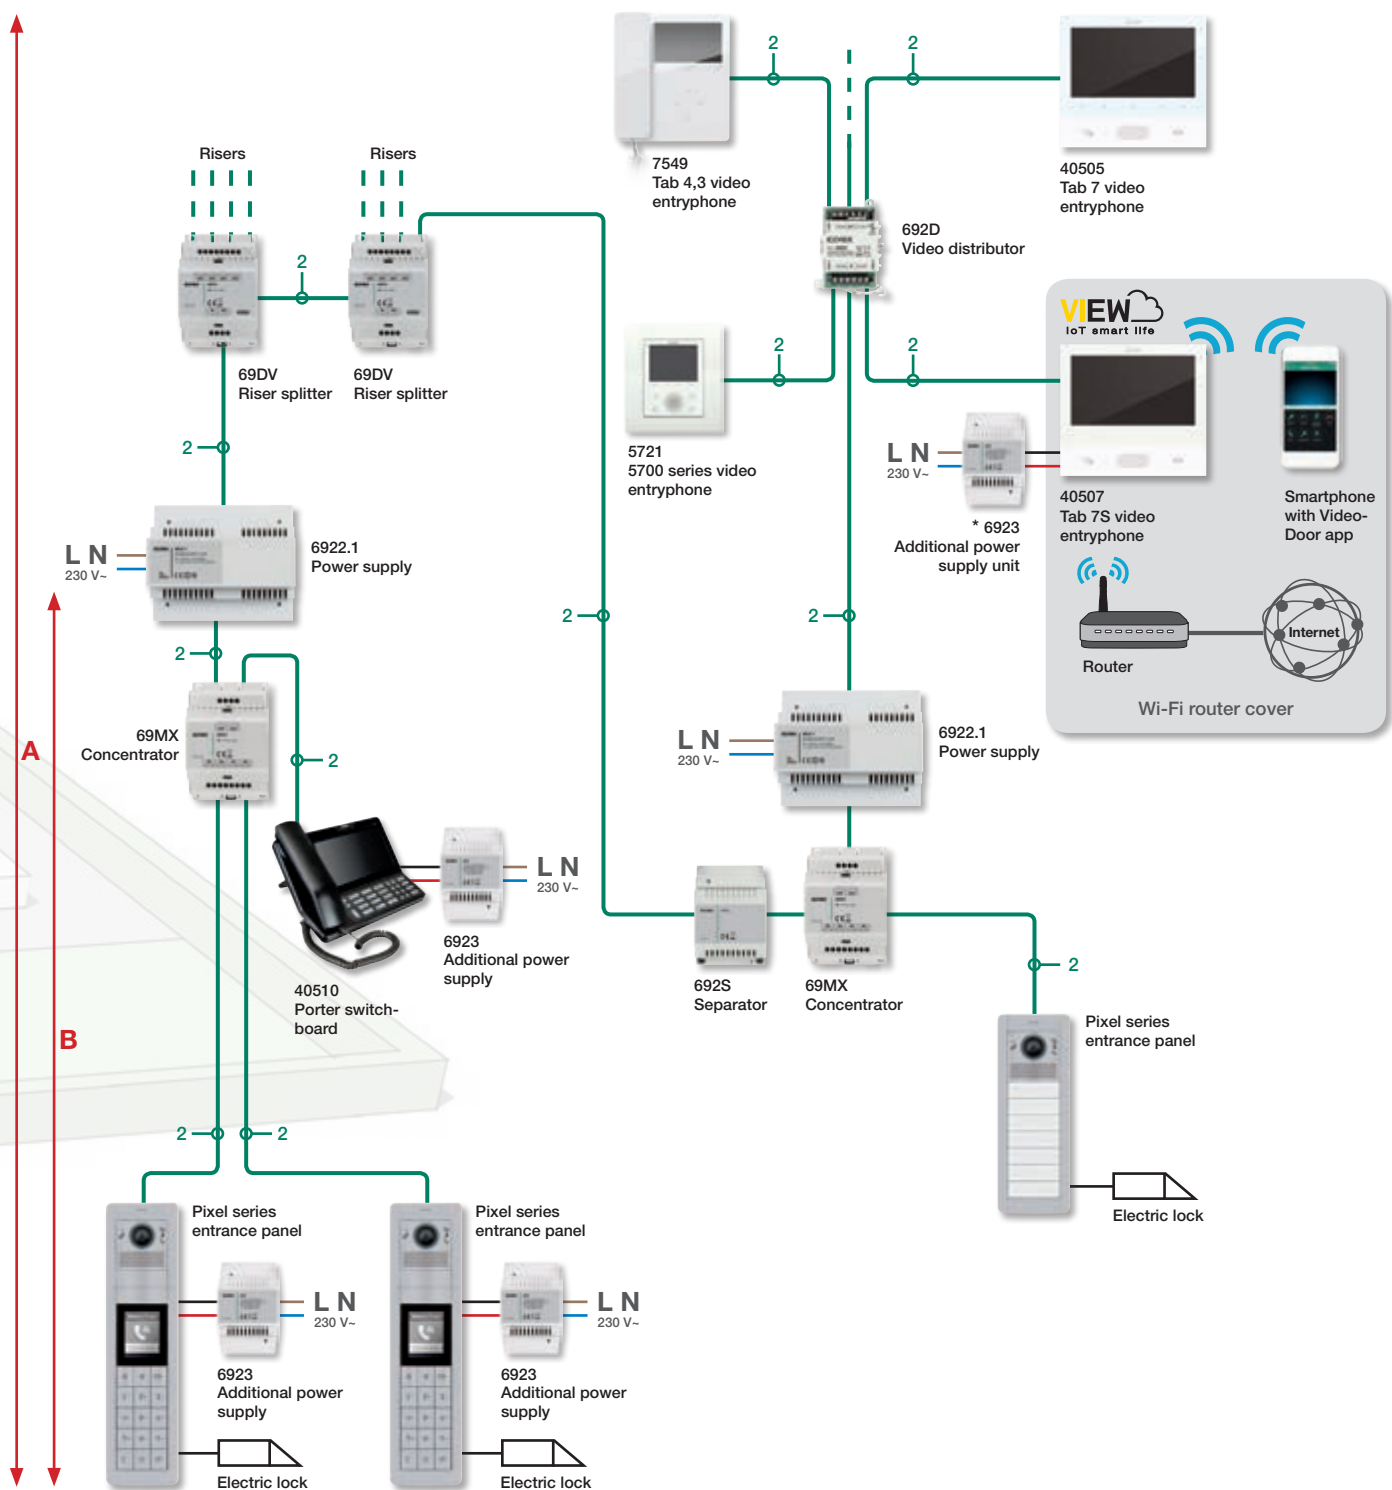 2
2
7549
Tab 4,3 video
entryphone
40505
Tab 7 video
entryphone
Risers
Risers
692D
Video distributor
2
69DV
Riser splitter
69DV
Riser splitter
VIEW
IoT smart life
2
2
5721
5700 series video
entryphone
L N
230 V~
* 6923
Additional power
supply unit
40507
Tab 7S video
entryphone
Smartphone
with Video-
Door app
Router
Internet
Wi-Fi router cover
2
L N
230 V~
6922.1
Power supply
2
2
2
A
69MX
Concentrator
2
L N
230 V~
6922.1
Power supply
L N
230 V~
6923
Additional power
supply
40510
Porter switch-
board
692S
Separator
69MX
Concentrator
2
B
Pixel series
entrance panel
Electric lock
2
2
Pixel series
entrance panel
Pixel series
entrance panel
L N
230 V~
L N
230 V~
6923
Additional power
supply
6923
Additional power
supply
Electric lock
Electric lock